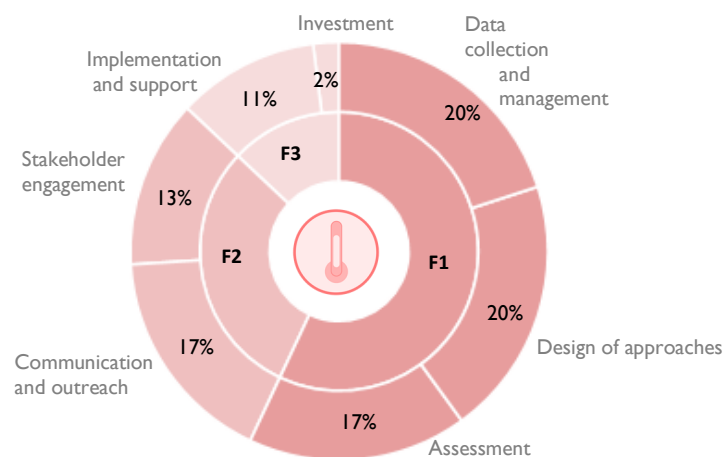 Investment
Data
collection
and
management
Implementation
and support
2%
11%
20%
F3
Stakeholder
engagement
13%
F2
F1
20%
Design of approaches
17%
Communication
and outreach
17%
Assessment